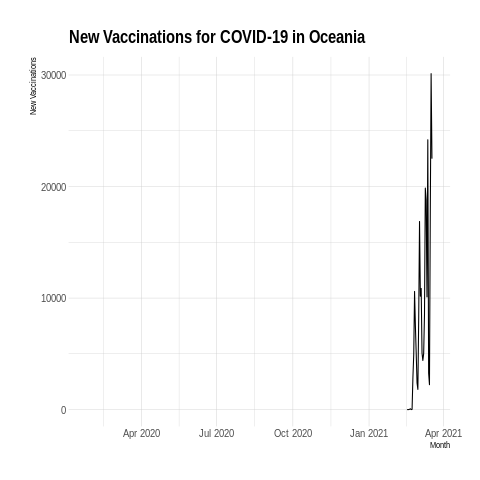 New Vaccinations for COVID-19 in Oceania
New Vaccinations
30000
20000
10000
0
Apr 2020 Jul 2020 Oct 2020 Jan 2021 Apr 2021
Month